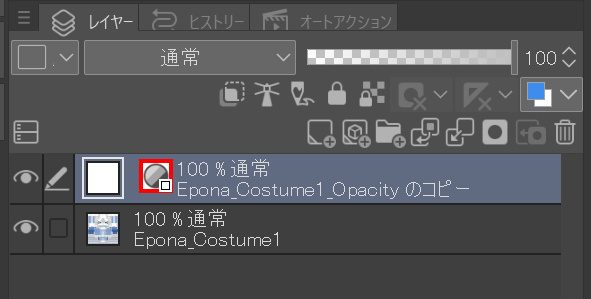 レイヤー ヒストリー オートアクション
通常 100
100 % 通常
Epona_Costume1_Opacity のコピー
100 % 通常
Epona_Costume1